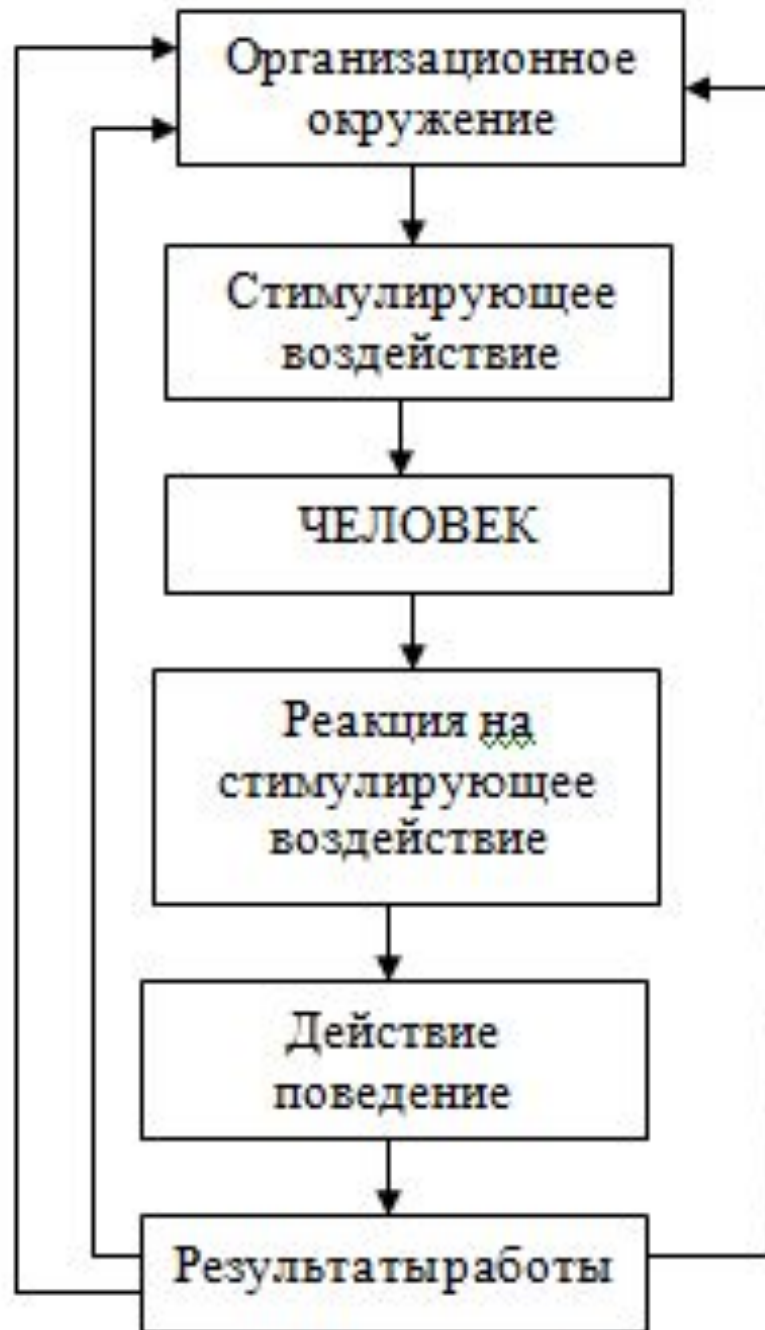 Организационное
окружение
Стимулирующее
воздействие
ЧЕЛОВЕК
Реакция на
стимулирующее
воздействие
Действие
поведение
Результатыработы